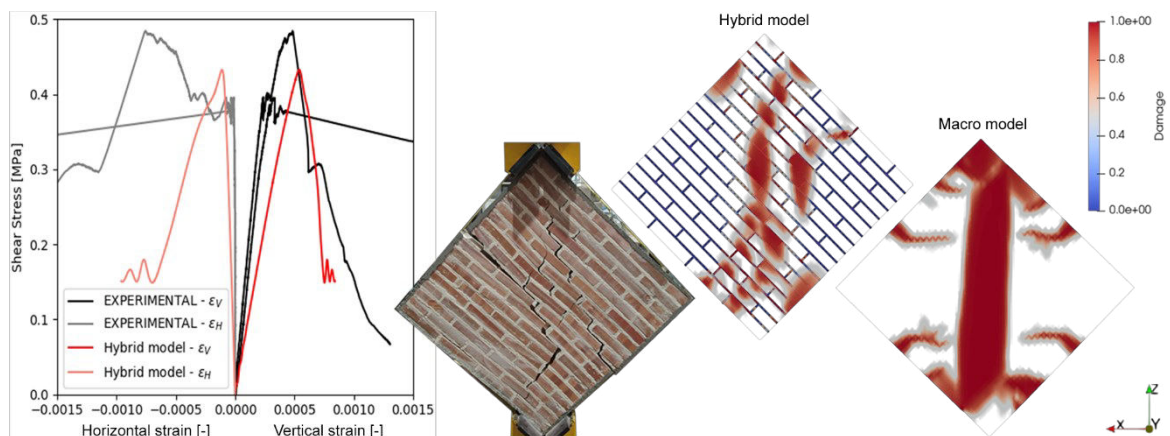 Shear Stress [MPa]
0.5
0.4
0.3
0.2
0.1
0.0
EXPERIMENTAL - εV
EXPERIMENTAL - εH
Hybrid model - εV
Hybrid model - εH
−0.0015 −0.0010 −0.0005 0.0000 0.0005 0.0010 0.0015
Horizontal strain [-] Vertical strain [-]
Hybrid model
Macro model
1.0e+00
0.8
0.6
0.4
0.2
0.0e+00
Damage
Z
X
Y